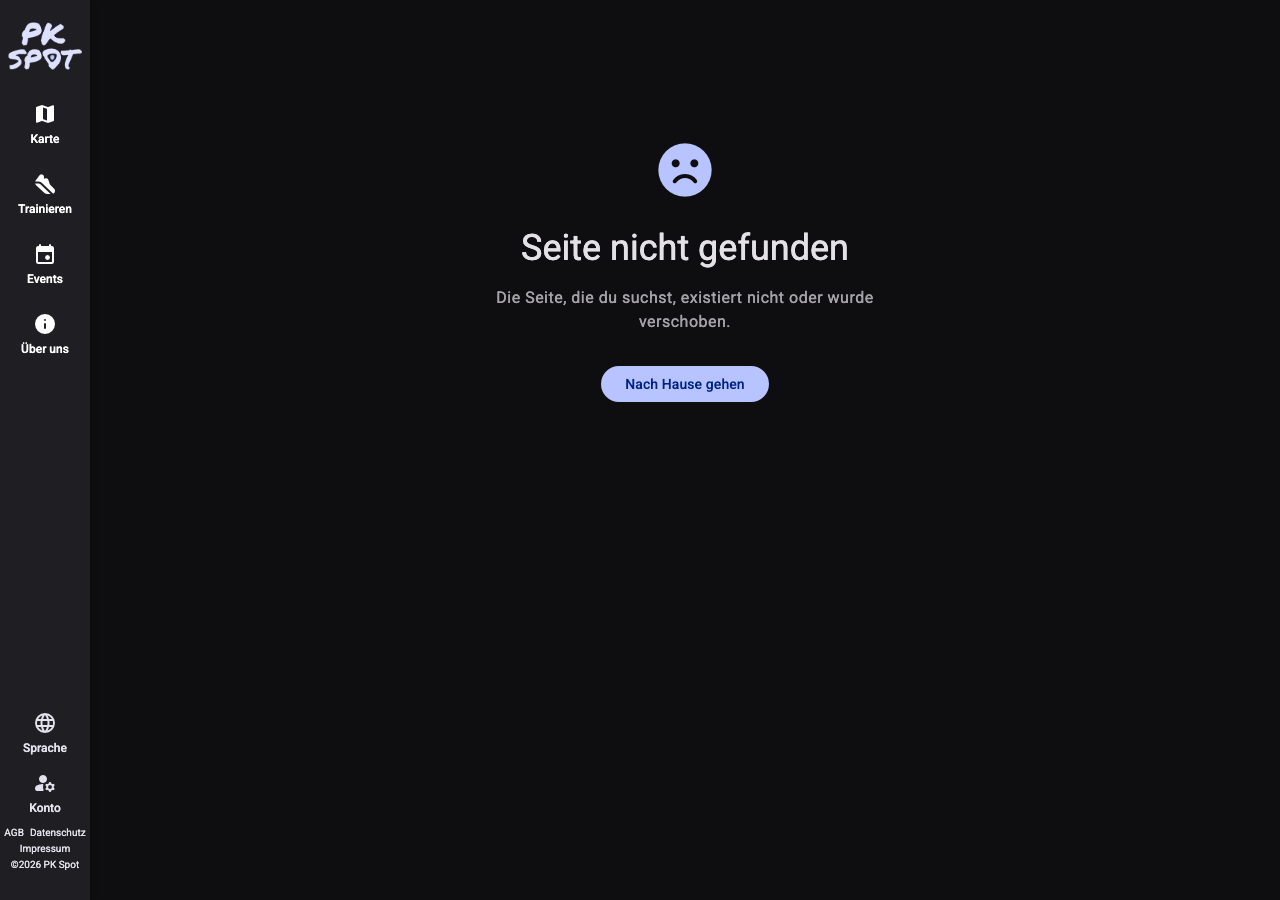 PK
SPOT
Karte
Trainieren
Events
Über uns
Seite nicht gefunden
Die Seite, die du suchst, existiert nicht oder wurde
verschoben.
Nach Hause gehen
Sprache
Konto
AGB Datenschutz
Impressum
©2026 PK Spot